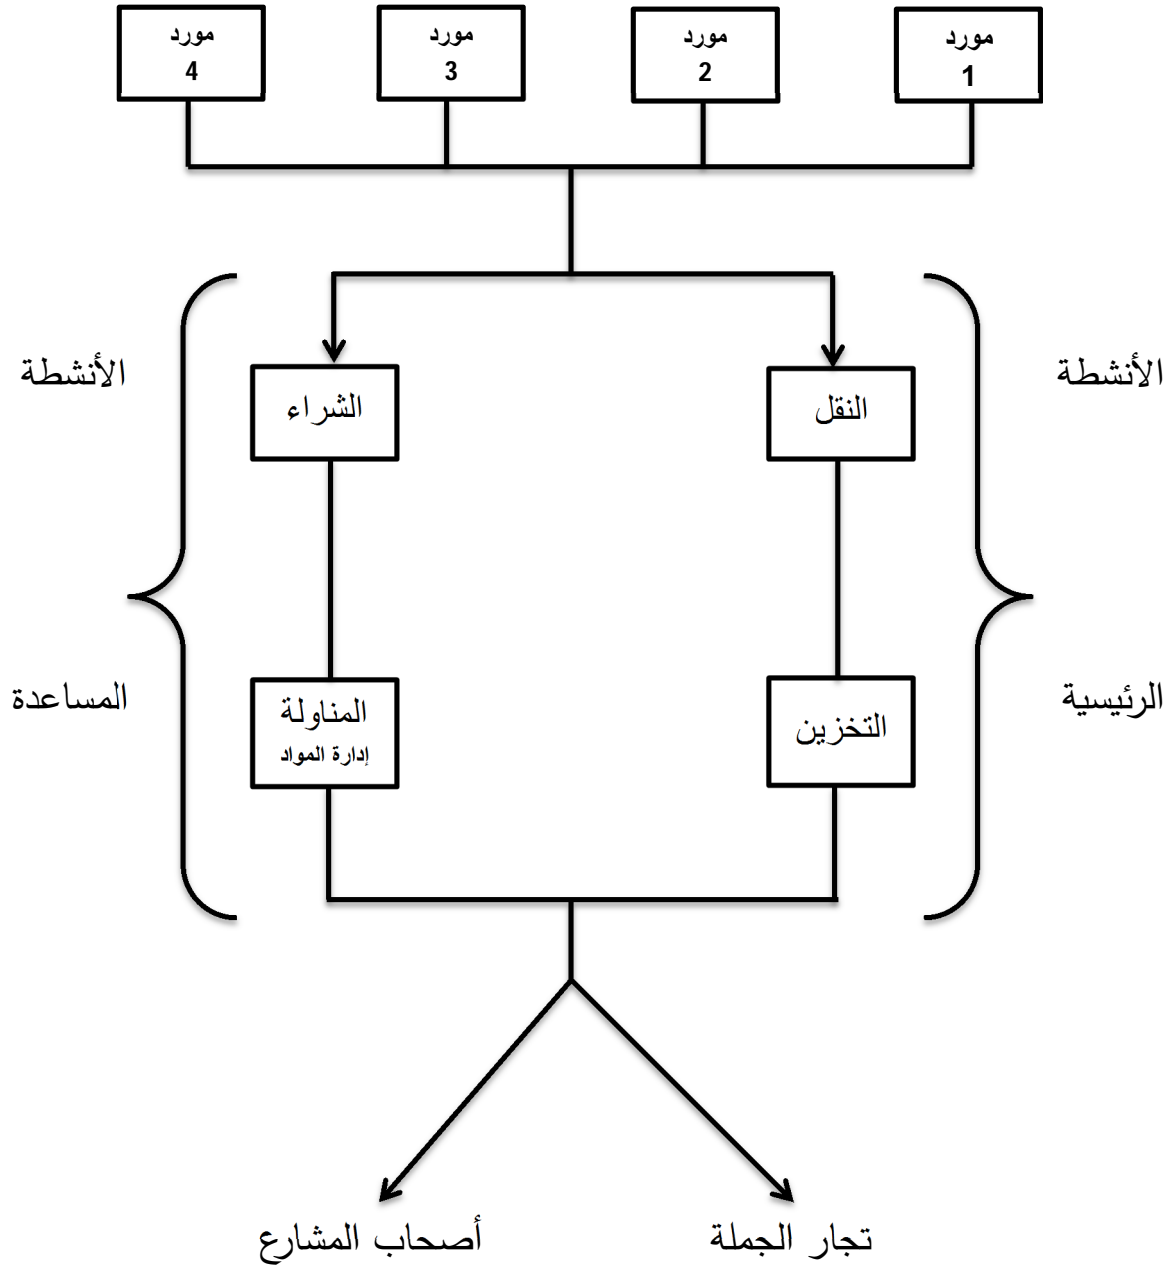 مورد
1
مورد
2
مورد
3
مورد
4
الأنشطة
الرئيسية
النقل
التخزين
الشراء
المناولة
إدارة المواد
الأنشطة
المساعدة
تجار الجملة
أصحاب المشارع